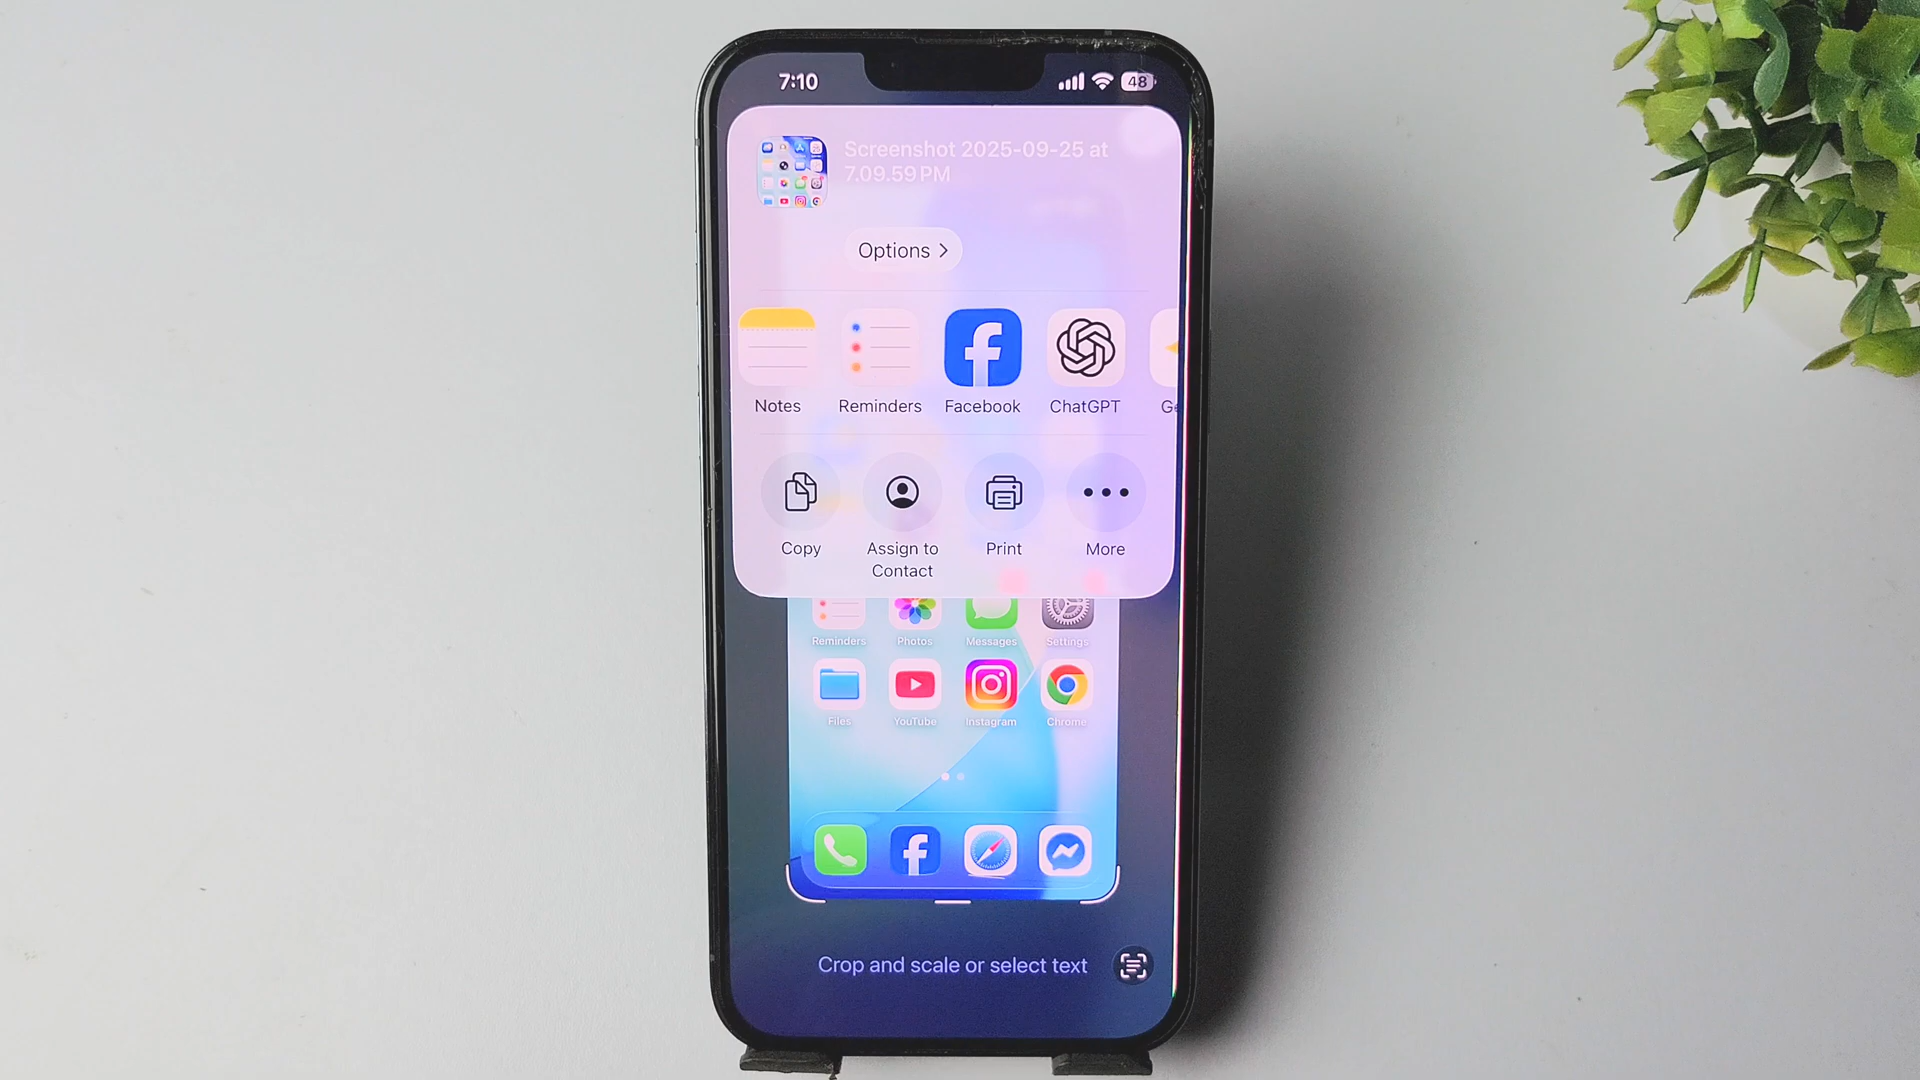 7:10
48
Screenshot 2025-09-25 at
7.09.59 PM
Options >
Notes Reminders Facebook ChatGPT
Copy Assign to Print More
Contact
Reminders Photos Messages Settings
Files YouTube Instagram Chrome
Crop and scale or select text